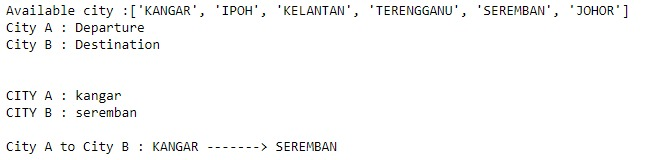 Available city :['KANGAR', 'IPOH', 'KELANTAN', 'TERENGGANU', 'SEREMBAN', 'JOHOR']
City A : Departure
City B : Destination
CITY A : kangar
CITY B : seremban
City A to City B : KANGAR -------> SEREMBAN